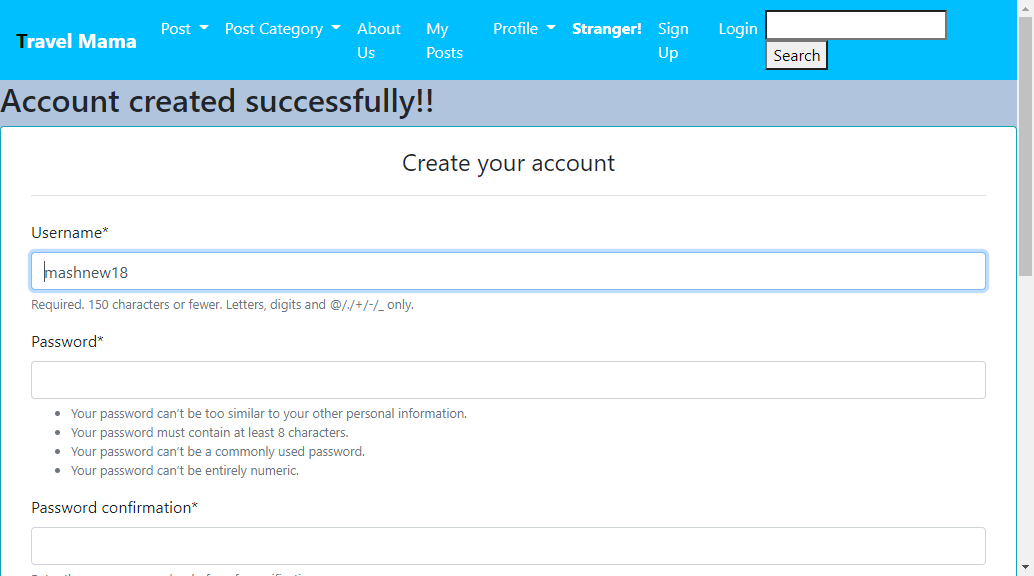 Travel Mama
Post
Post Category
About Us
My Posts
Profile
Stranger!
Sign Up
Login
Search
Account created successfully!!
Create your account
Username*
mashnew18
Required. 150 characters or fewer. Letters, digits and @/./+/-/_ only.
Password*
Your password can’t be too similar to your other personal information.
Your password must contain at least 8 characters.
Your password can’t be a commonly used password.
Your password can’t be entirely numeric.
Password confirmation*